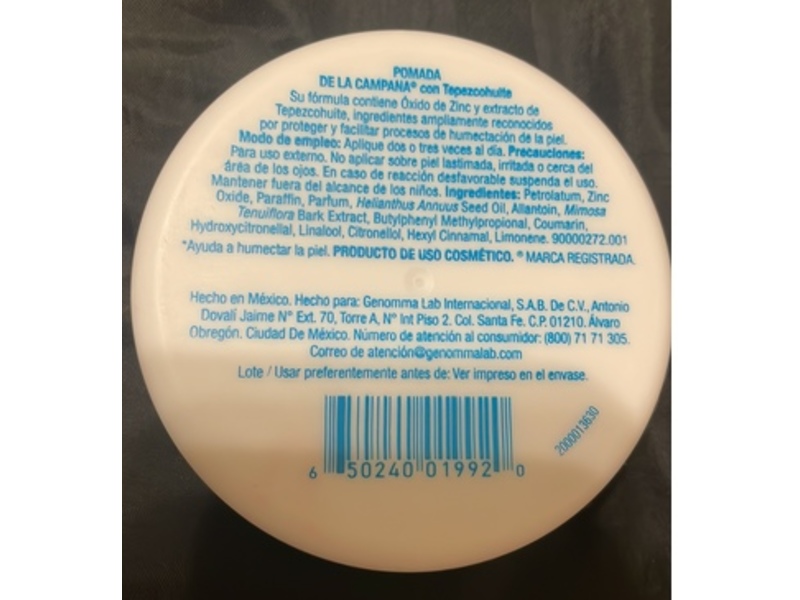 POMADA
DE LA CAMPANA® con Tepezcohuite
Su fórmula contiene Óxido de Zinc y extracto de
Tepezcohuite, ingredientes ampliamente reconocidos
por proteger y facilitar procesos de humectación de la piel.
Modo de empleo: Aplique dos o tres veces al día. Precauciones:
Para uso externo. No aplicar sobre piel lastimada, irritada o cerca del
área de los ojos. En caso de reacción desfavorable suspenda el uso.
Mantener fuera del alcance de los niños. Ingredientes: Petrolatum, Zinc
Oxide, Paraffin, Parfum, Helianthus Annuus Seed Oil, Allantoin, Mimosa
Tenuiflora Bark Extract, Butylphenyl Methylpropional, Coumarin,
Hydroxycitronellal, Linalool, Citronellol, Hexyl Cinnamal, Limonene. 90000272.001
*Ayuda a humectar la piel. PRODUCTO DE USO COSMÉTICO. ® MARCA REGISTRADA.
Hecho en México. Hecho para: Genomma Lab Internacional, S.A.B. De C.V., Antonio
Dovalí Jaime N° Ext. 70, Torre A, N° Int Piso 2. Col. Santa Fe. C.P. 01210. Álvaro
Obregón. Ciudad De México. Número de atención al consumidor: (800) 71 71 305.
Correo de atención@genommalab.com
Lote / Usar preferentemente antes de: Ver impreso en el envase.
2000013630
6 50240 01992 0